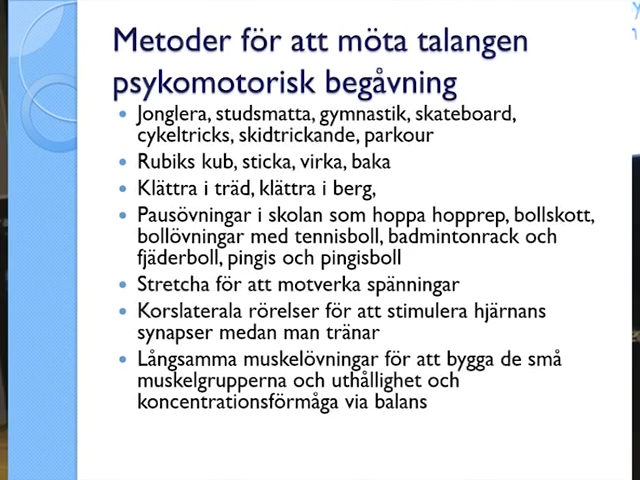 Metoder för att möta talangen
psykomotorisk begåvning
Jonglera, studsmatta, gymnastik, skateboard,
cykeltricks, skidtrickande, parkour
Rubiks kub, sticka, virka, baka
Klättra i träd, klättra i berg,
Pausövningar i skolan som hoppa hopprep, bollskott,
bollövningar med tennisboll, badmintonrack och
fjäderboll, pingis och pingisboll
Stretcha för att motverka spänningar
Korslaterala rörelser för att stimulera hjärnans
synapser medan man tränar
Långsamma muskelövningar för att bygga de små
muskelgrupperna och uthållighet och
koncentrationsförmåga via balans